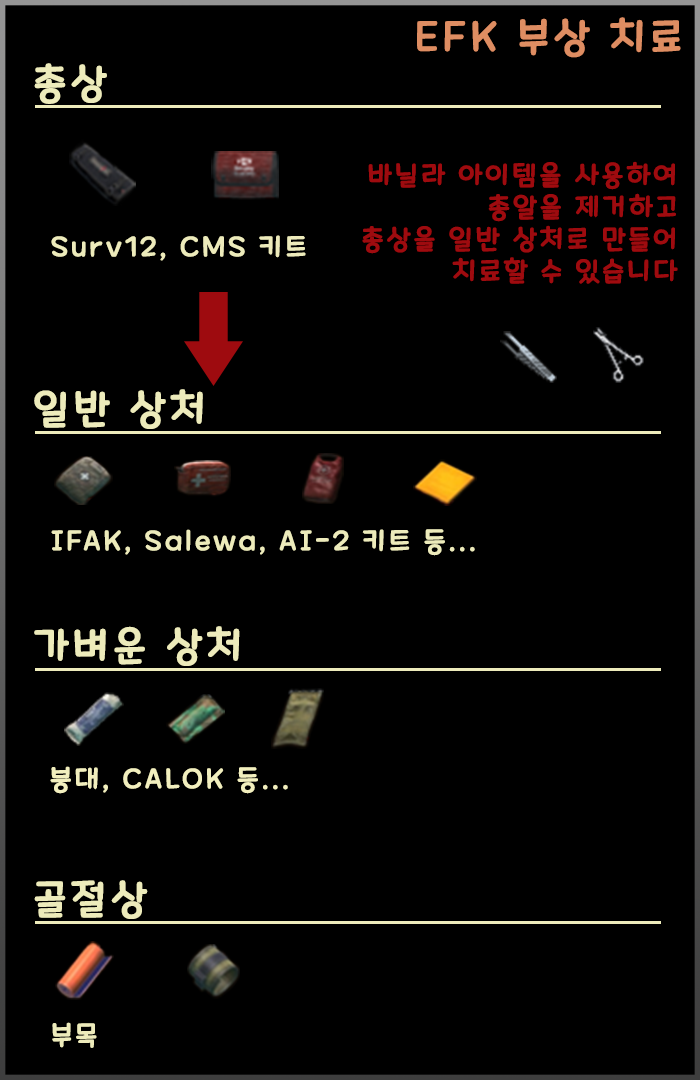 EFK 부상 치료
총상
바닐라 아이템을 사용하여
총알을 제거하고
총상을 일반 상처로 만들어
치료할 수 있습니다
Surv12, CMS 키트
일반 상처
IFAK, Salewa, AI-2 키트 등...
가벼운 상처
붕대, CALOK 등...
골절상
부목